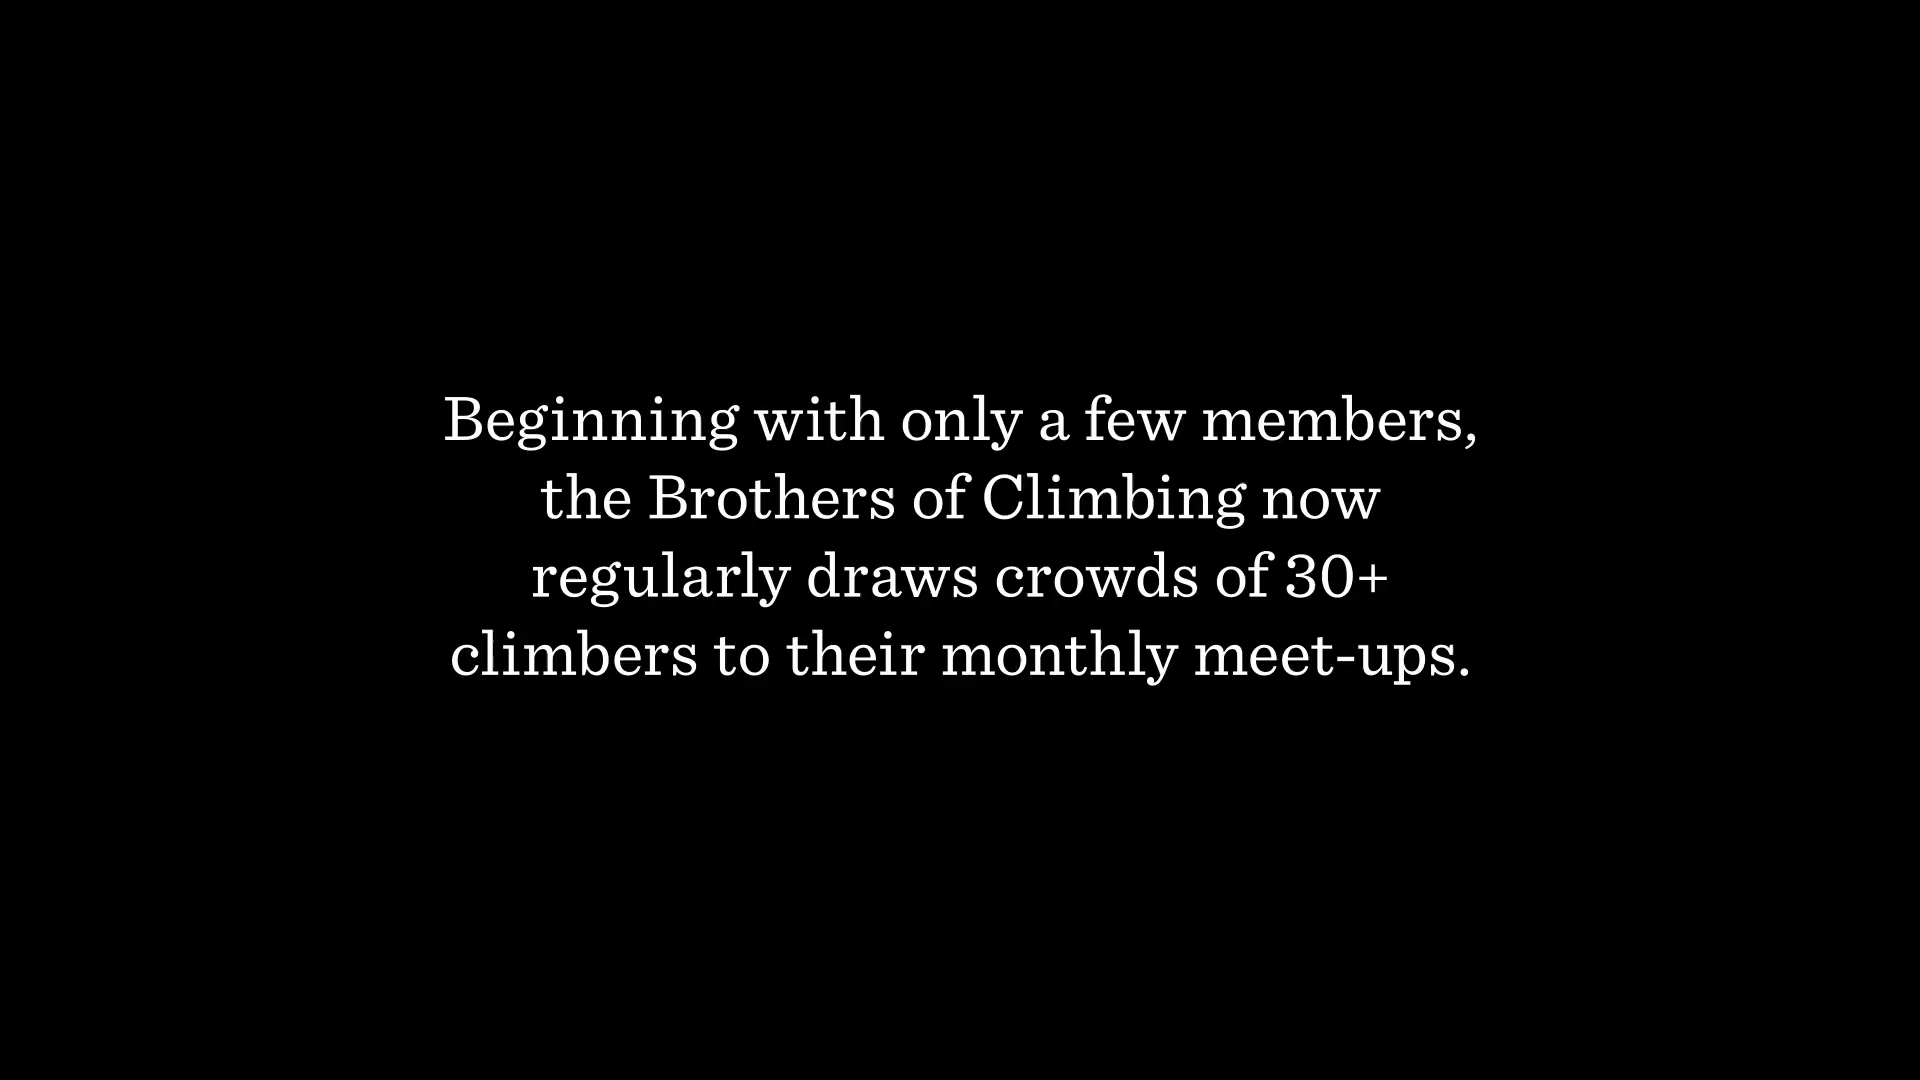 Beginning with only a few members,
the Brothers of Climbing now
regularly draws crowds of 30+
climbers to their monthly meet-ups.